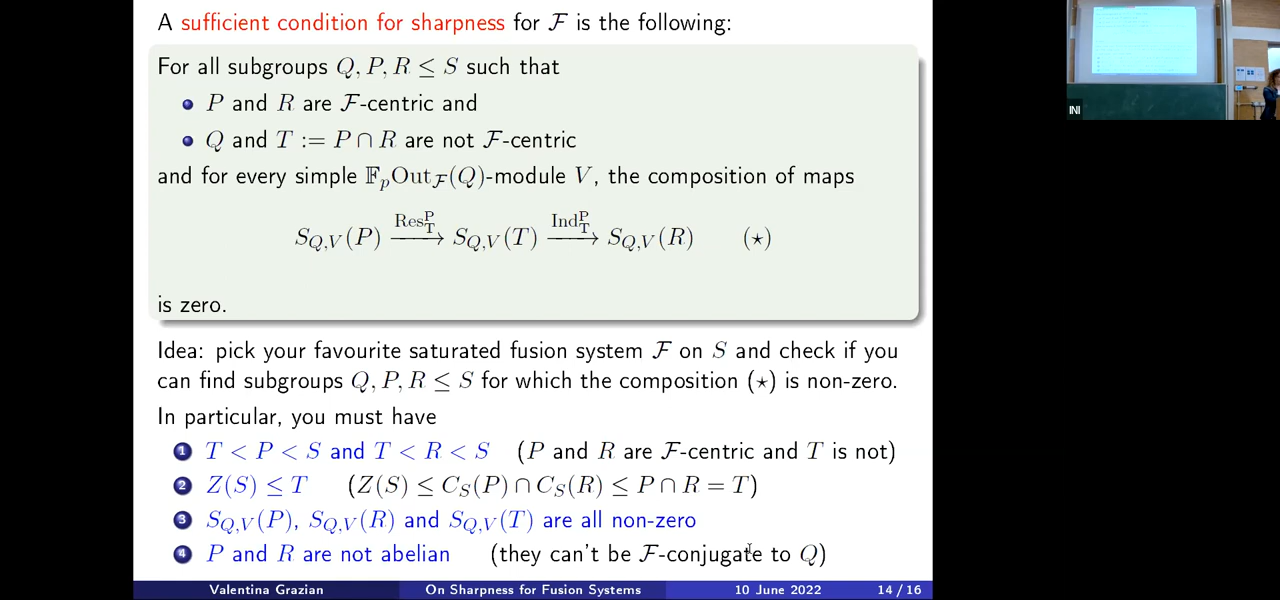 A sufficient condition for sharpness for ℱ is the following:
For all subgroups Q, P, R ≤ S such that
P and R are ℱ-centric and
Q and T := P ∩ R are not ℱ-centric
and for every simple 𝔽_pOut_ℱ(Q)-module V, the composition of maps
S_{Q,V}(P) —Res^P_T→ S_{Q,V}(T) —Ind^P_T→ S_{Q,V}(R) (⋆)
is zero.
Idea: pick your favourite saturated fusion system ℱ on S and check if you
can find subgroups Q, P, R ≤ S for which the composition (⋆) is non-zero.
In particular, you must have
1 T < P < S and T < R < S (P and R are ℱ-centric and T is not)
2 Z(S) ≤ T (Z(S) ≤ C_S(P) ∩ C_S(R) ≤ P ∩ R = T)
3 S_{Q,V}(P), S_{Q,V}(R) and S_{Q,V}(T) are all non-zero
4 P and R are not abelian (they can't be ℱ-conjugate to Q)
Valentina Grazian On Sharpness for Fusion Systems 10 June 2022 14 / 16
INI